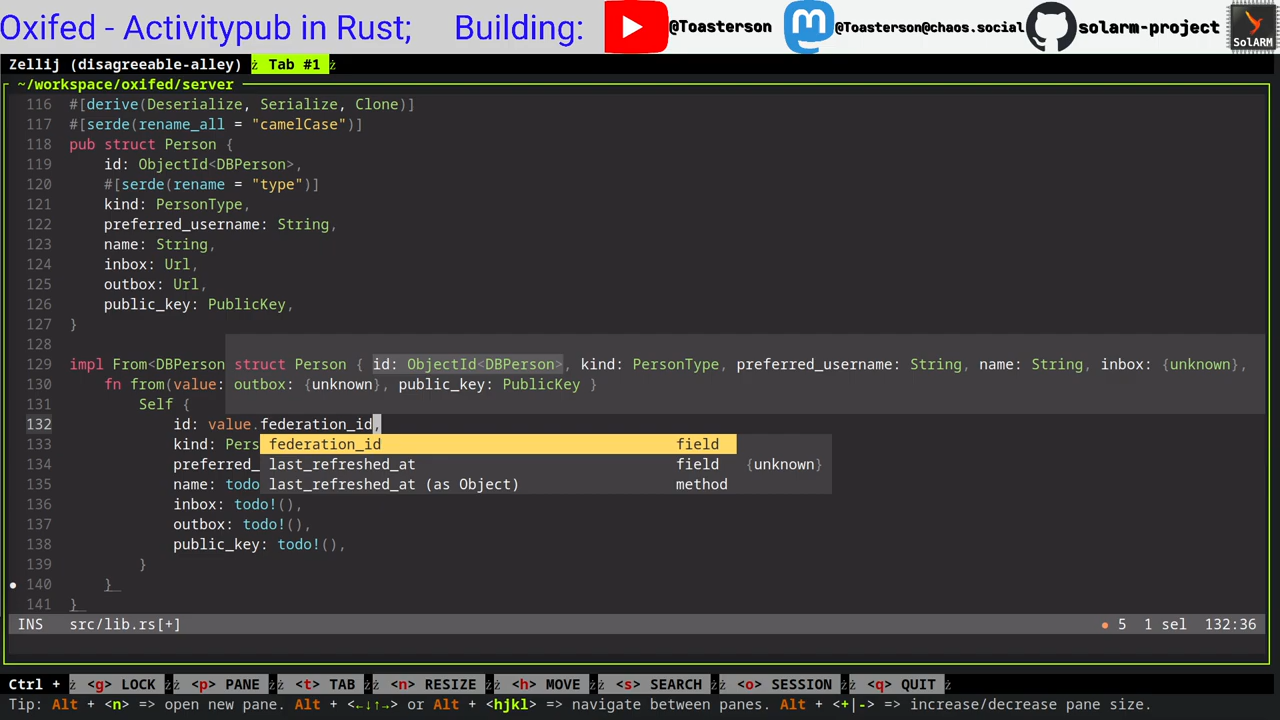 Oxifed - Activitypub in Rust; Building: @Toasterson @Toasterson@chaos.social solarm-project SolARM
Zellij (disagreeable-alley) Tab #1
~/workspace/oxifed/server
116 #[derive(Deserialize, Serialize, Clone)]
117 #[serde(rename_all = "camelCase")]
118 pub struct Person {
119 id: ObjectId<DBPerson>,
120 #[serde(rename = "type")]
121 kind: PersonType,
122 preferred_username: String,
123 name: String,
124 inbox: Url,
125 outbox: Url,
126 public_key: PublicKey,
127 }
128
129 impl From<DBPerson struct Person { id: ObjectId<DBPerson>, kind: PersonType, preferred_username: String, name: String, inbox: {unknown},
130 fn from(value: outbox: {unknown}, public_key: PublicKey }
131 Self {
132 id: value.federation_id,
133 kind: Pers federation_id field
134 preferred_ last_refreshed_at field {unknown}
135 name: todo last_refreshed_at (as Object) method
136 inbox: todo!(),
137 outbox: todo!(),
138 public_key: todo!(),
139 }
● 140 }
141 }
INS src/lib.rs[+] ● 5 1 sel 132:36
Ctrl + <g> LOCK <p> PANE <t> TAB <n> RESIZE <h> MOVE <s> SEARCH <o> SESSION <q> QUIT
Tip: Alt + <n> => open new pane. Alt + <←↓↑→> or Alt + <hjkl> => navigate between panes. Alt + <+|-> => increase/decrease pane size.